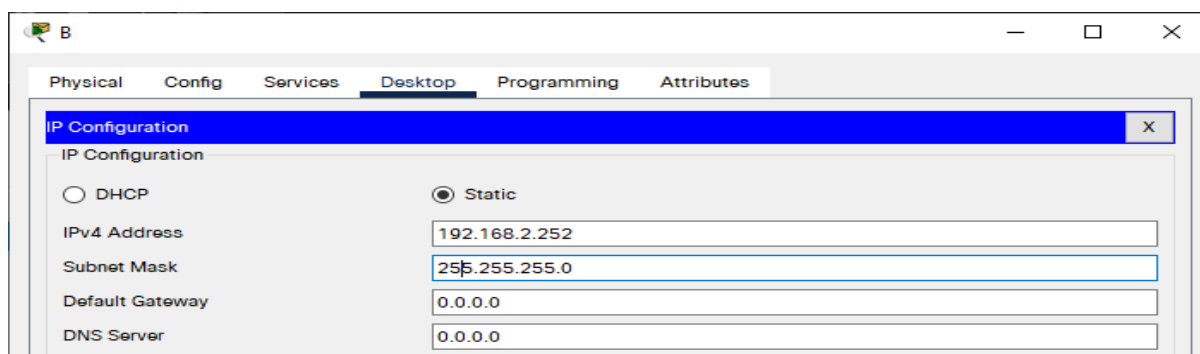 B
Physical Config Services Desktop Programming Attributes
IP Configuration X
IP Configuration
DHCP Static
IPv4 Address 192.168.2.252
Subnet Mask 255.255.255.0
Default Gateway 0.0.0.0
DNS Server 0.0.0.0